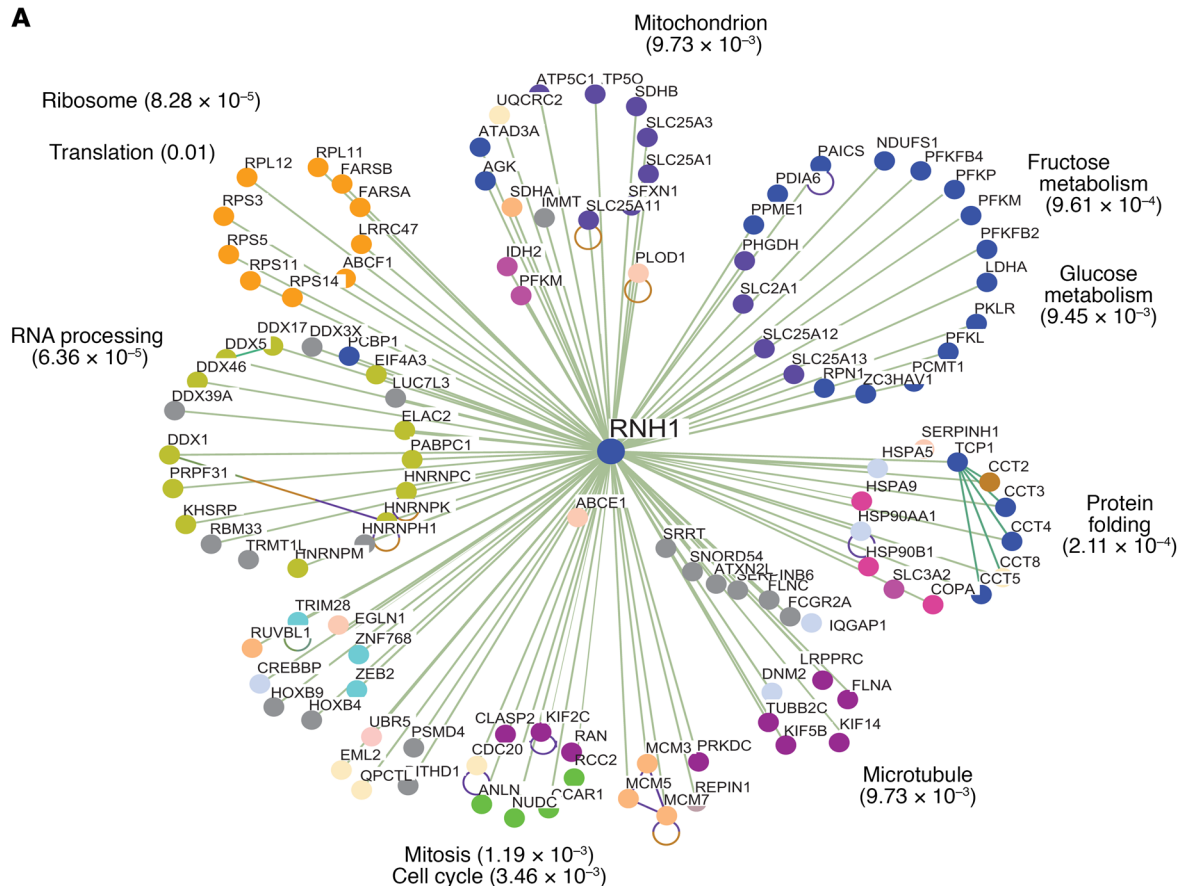 A
Mitochondrion
(9.73 × 10⁻³)
Ribosome (8.28 × 10⁻⁵)
Translation (0.01)
ATP5C1
TP5O
UQCRC2
SDHB
ATAD3A
SLC25A3
AGK
SLC25A1
SDHA
SFXN1
IMMT
SLC25A11
IDH2
PLOD1
PFKM
RPL12
RPL11
FARSB
FARSA
RPS3
LRRC47
RPS5
ABCF1
RPS11
RPS14
PAICS
NDUFS1
PFKFB4
PDIA6
PFKP
PPME1
PFKM
PHGDH
PFKFB2
SLC2A1
LDHA
PKLR
SLC25A12
PFKL
SLC25A13
PCMT1
RPN1
ZC3HAV1
Fructose
metabolism
(9.61 × 10⁻⁴)
Glucose
metabolism
(9.45 × 10⁻³)
RNA processing
(6.36 × 10⁻⁵)
DDX17
DDX3X
DDX5
PCBP1
DDX46
EIF4A3
DDX39A
LUC7L3
ELAC2
DDX1
PABPC1
PRPF31
HNRNPC
KHSRP
HNRNPK
RBM33
HNRNPH1
TRMT1L
HNRNPM
RNH1
ABCE1
SERPINH1
HSPA5
TCP1
CCT2
HSPA9
CCT3
HSP90AA1
CCT4
HSP90B1
CCT8
SLC3A2
COPA
CCT5
Protein
folding
(2.11 × 10⁻⁴)
SRRT
SNORD54
ATXN2L
SERPINB6
FLNC
FCGR2A
IQGAP1
LRPPRC
DNM2
FLNA
TUBB2C
KIF5B
KIF14
Microtubule
(9.73 × 10⁻³)
TRIM28
EGLN1
RUVBL1
ZNF768
CREBBP
ZEB2
HOXB9
HOXB4
UBR5
PSMD4
EML2
QPCTL
ITHD1
CLASP2
KIF2C
RAN
CDC20
RCC2
ANLN
NUDC
CCAR1
MCM3
PRKDC
MCM5
REPIN1
MCM7
Mitosis (1.19 × 10⁻³)
Cell cycle (3.46 × 10⁻³)